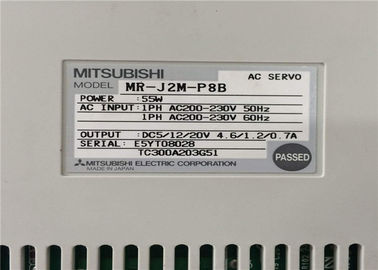 MITSUBISHI AC SERVO
MODEL MR-J2M-P8B
POWER : 55W
AC INPUT: 1PH AC200-230V 50Hz
1PH AC200-230V 60Hz
OUTPUT : DC5/12/20V 4.6/1.2/0.7A
SERIAL: E5YT08028
TC300A203G51
PASSED
MITSUBISHI ELECTRIC CORPORATION
MADE IN JAPAN